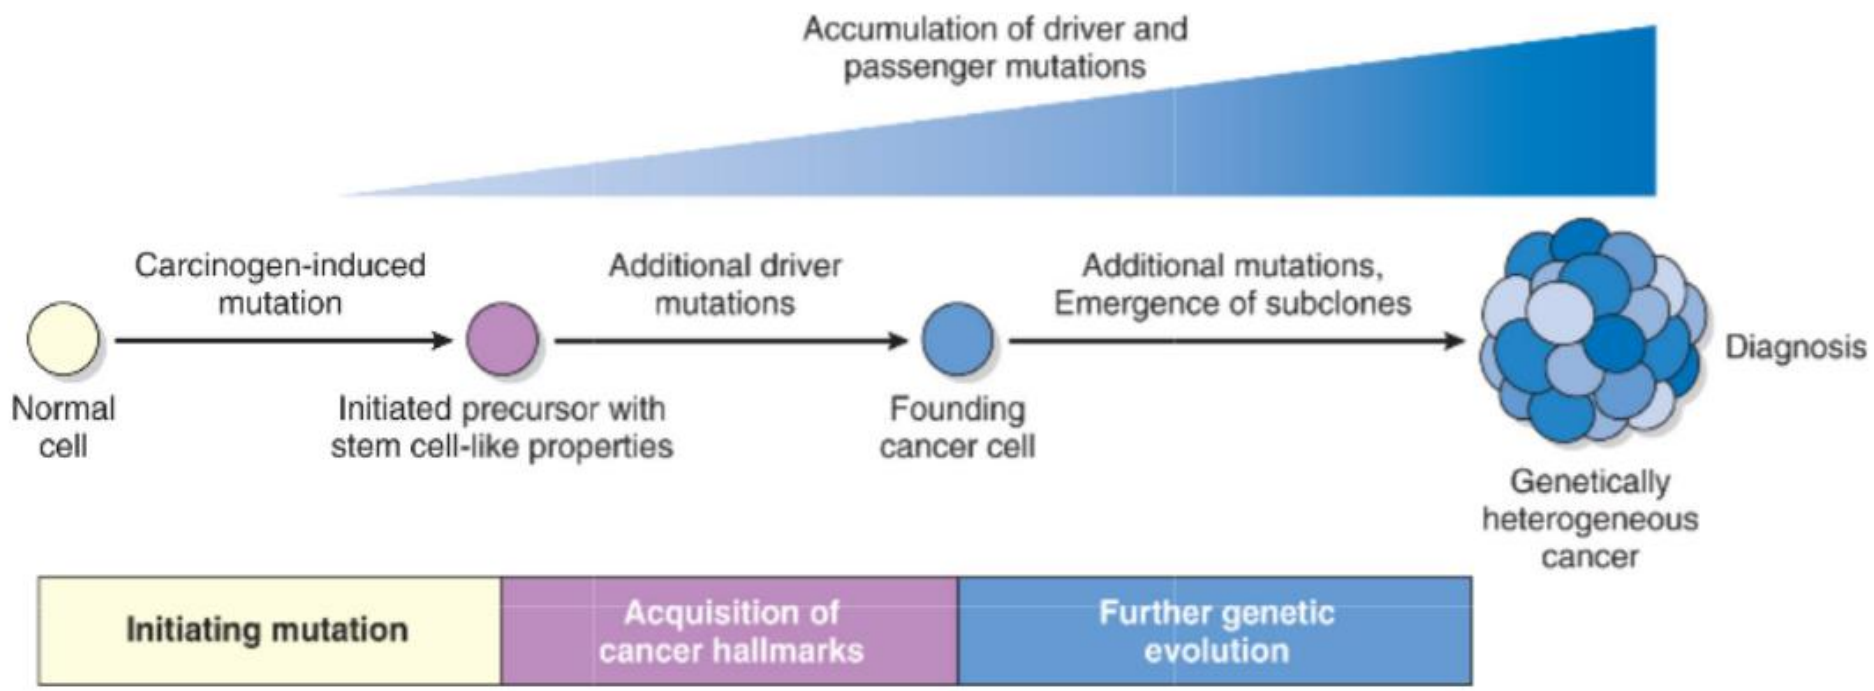 Accumulation of driver and
passenger mutations
Carcinogen-induced
mutation
Additional driver
mutations
Additional mutations,
Emergence of subclones
Normal
cell
Initiated precursor with
stem cell-like properties
Founding
cancer cell
Diagnosis
Genetically
heterogeneous
cancer
Initiating mutation
Acquisition of
cancer hallmarks
Further genetic
evolution